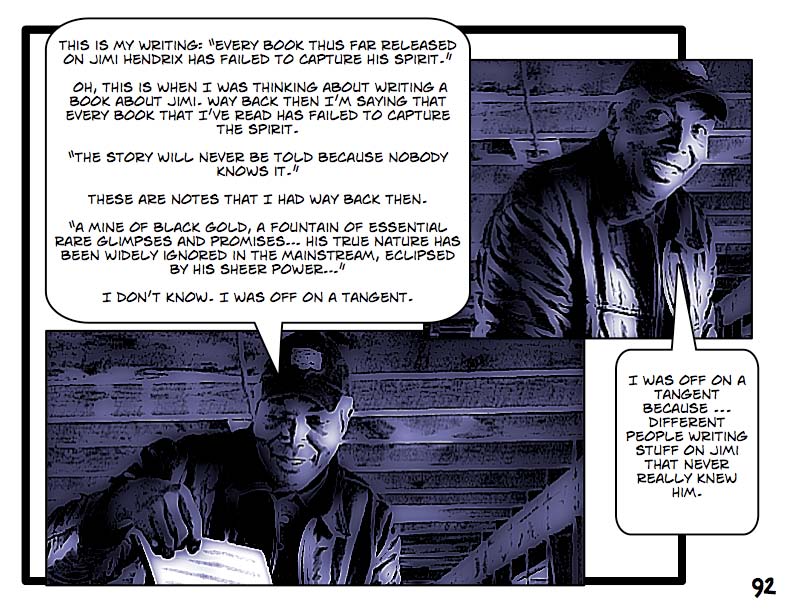 THIS IS MY WRITING: "EVERY BOOK THUS FAR RELEASED
ON JIMI HENDRIX HAS FAILED TO CAPTURE HIS SPIRIT."
OH, THIS IS WHEN I WAS THINKING ABOUT WRITING A
BOOK ABOUT JIMI. WAY BACK THEN I'M SAYING THAT
EVERY BOOK THAT I'VE READ HAS FAILED TO CAPTURE
THE SPIRIT.
"THE STORY WILL NEVER BE TOLD BECAUSE NOBODY
KNOWS IT."
THESE ARE NOTES THAT I HAD WAY BACK THEN.
"A MINE OF BLACK GOLD, A FOUNTAIN OF ESSENTIAL
RARE GLIMPSES AND PROMISES... HIS TRUE NATURE HAS
BEEN WIDELY IGNORED IN THE MAINSTREAM, ECLIPSED
BY HIS SHEER POWER..."
I DON'T KNOW. I WAS OFF ON A TANGENT.
I WAS OFF ON A
TANGENT
BECAUSE ...
DIFFERENT
PEOPLE WRITING
STUFF ON JIMI
THAT NEVER
REALLY KNEW
HIM.
92